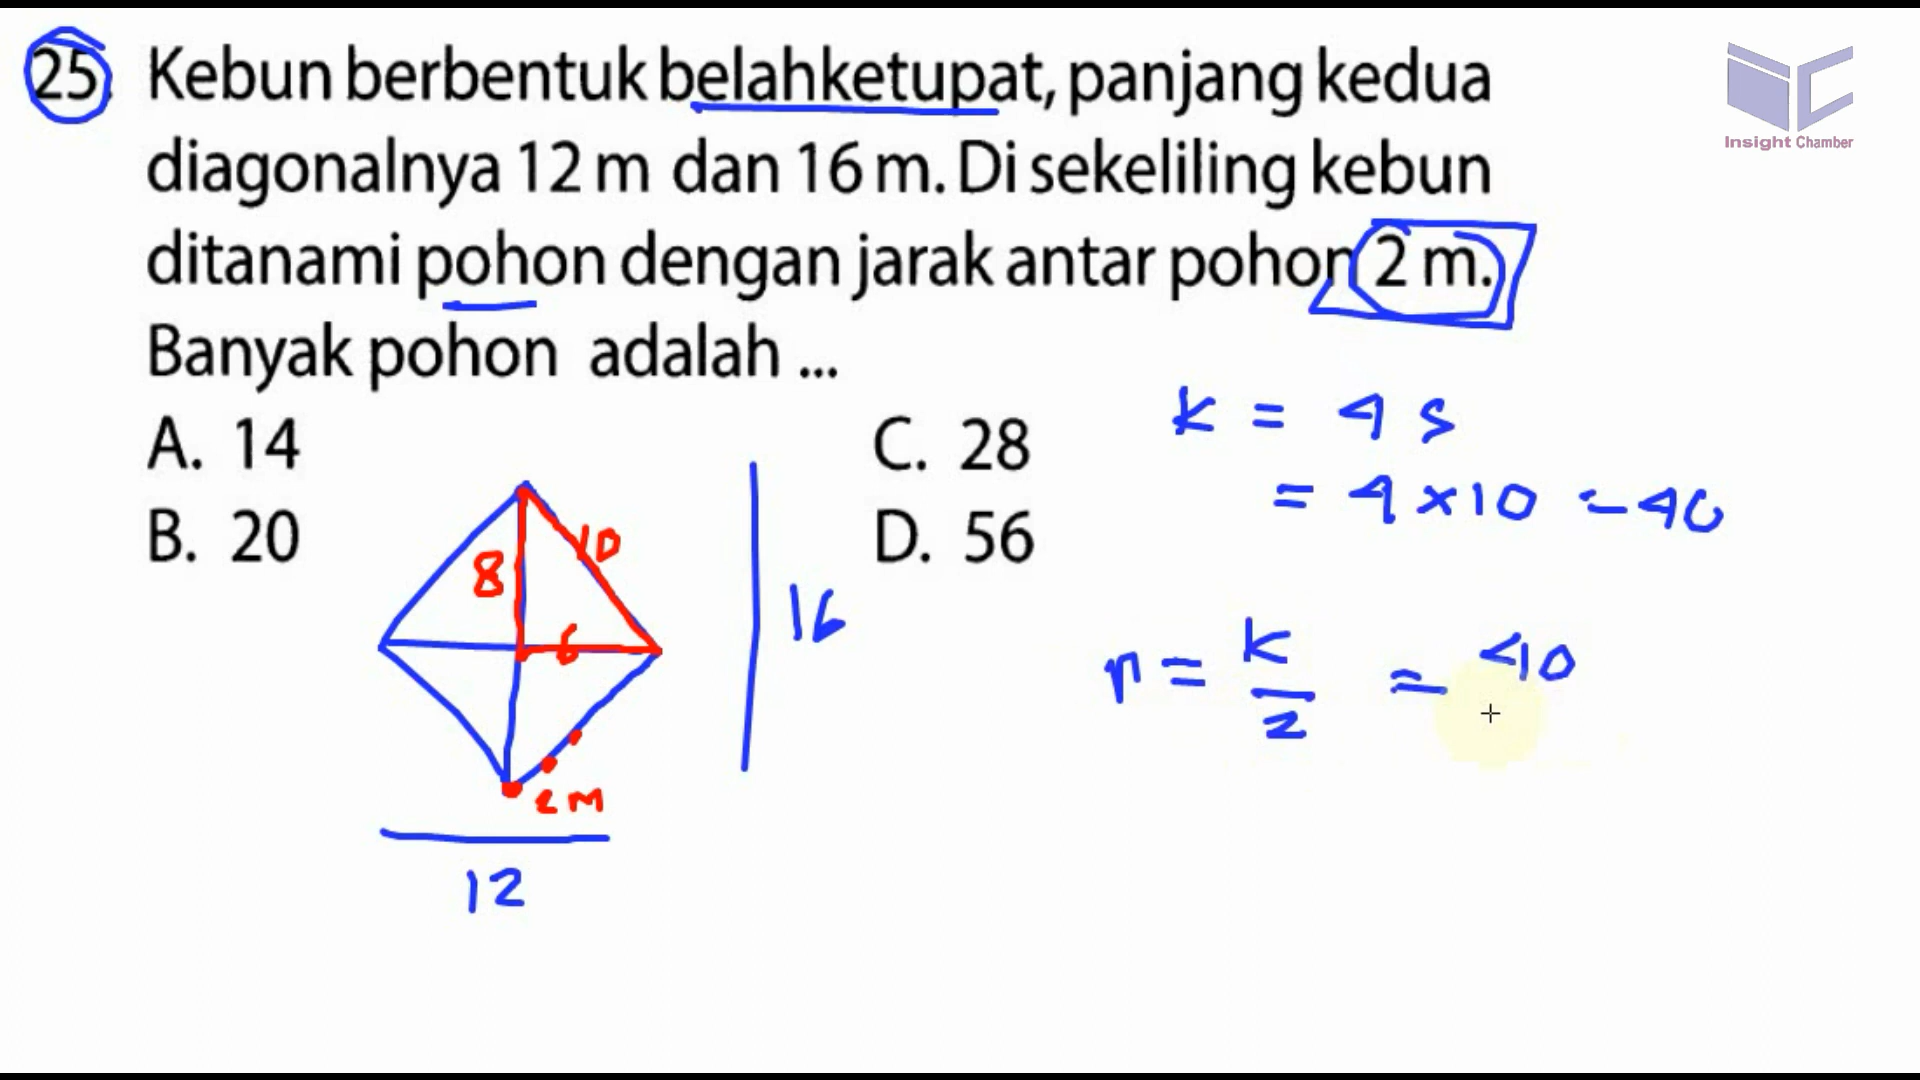 25. Kebun berbentuk belahketupat, panjang kedua
diagonalnya 12 m dan 16 m. Di sekeliling kebun
ditanami pohon dengan jarak antar pohon 2 m.
Banyak pohon adalah ...
A. 14
B. 20
C. 28
D. 56
Insight Chamber
8
10
6
2 M
16
12
k = 4 s
= 4 × 10 = 40
n = k/2 = 40